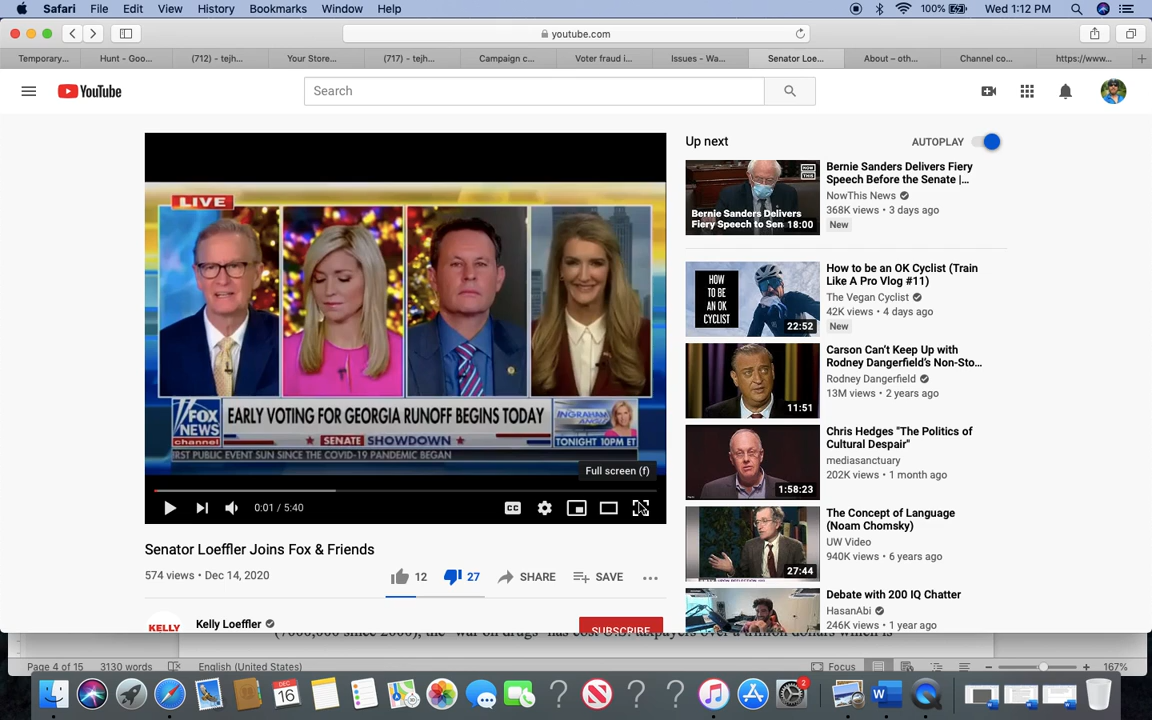 Safari File Edit View History Bookmarks Window Help 100% Wed 1:12 PM
youtube.com
Temporary... Hunt - Goo... (712) - tejh... Your Store... (717) - tejh... Campaign c... Voter fraud i... Issues - Wa... Senator Loe... About – oth... Channel co... https://www...
YouTube Search
Up next AUTOPLAY
LIVE
EARLY VOTING FOR GEORGIA RUNOFF BEGINS TODAY
FOX
NEWS
channel
SENATE SHOWDOWN
INGRAHAM
TONIGHT 10PM ET
RST PUBLIC EVENT SUN SINCE THE COVID-19 PANDEMIC BEGAN
Full screen (f)
0:01 / 5:40
CC
Senator Loeffler Joins Fox & Friends
574 views • Dec 14, 2020
12 27 SHARE SAVE
KELLY Kelly Loeffler
SUBSCRIBE
NOW THIS
Bernie Sanders Delivers
Fiery Speech to Sen 18:00
Bernie Sanders Delivers Fiery
Speech Before the Senate |...
NowThis News
368K views • 3 days ago
New
HOW
TO BE
AN OK
CYCLIST
22:52
How to be an OK Cyclist (Train
Like A Pro Vlog #11)
The Vegan Cyclist
42K views • 4 days ago
New
11:51
Carson Can't Keep Up with
Rodney Dangerfield's Non-Sto...
Rodney Dangerfield
13M views • 2 years ago
1:58:23
Chris Hedges "The Politics of
Cultural Despair"
mediasanctuary
202K views • 1 month ago
27:44
The Concept of Language
(Noam Chomsky)
UW Video
940K views • 6 years ago
Debate with 200 IQ Chatter
HasanAbi
246K views • 1 year ago
Page 4 of 15 3130 words English (United States) Focus 167%
DEC
16
2